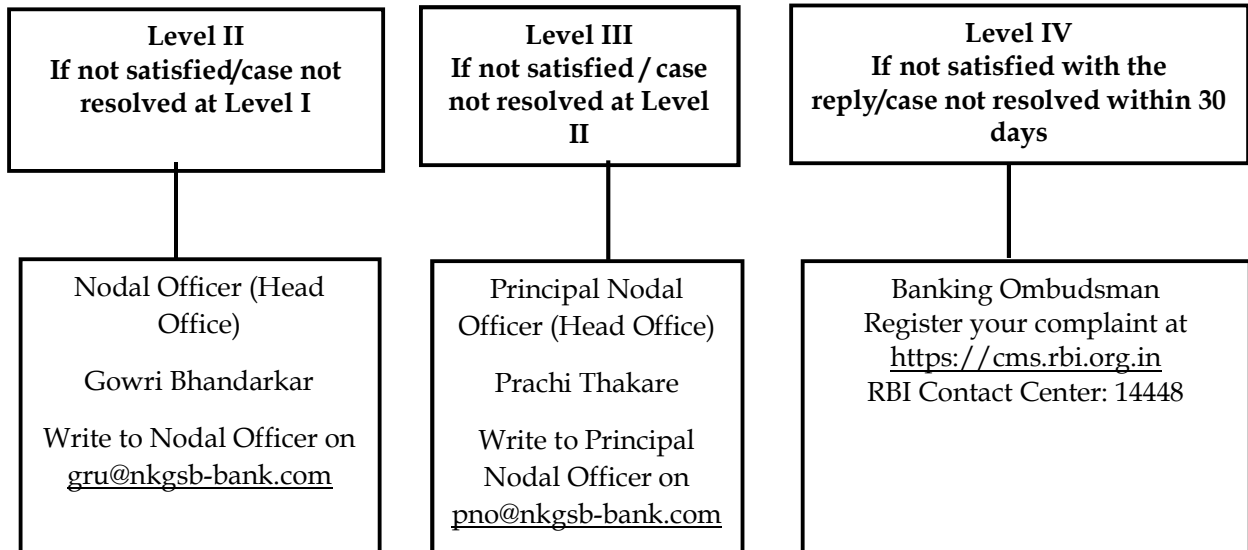 Level II
If not satisfied/case not
resolved at Level I
Level III
If not satisfied / case
not resolved at Level
II
Level IV
If not satisfied with the
reply/case not resolved within 30
days
Nodal Officer (Head
Office)
Gowri Bhandarkar
Write to Nodal Officer on
gru@nkgsb-bank.com
Principal Nodal
Officer (Head Office)
Prachi Thakare
Write to Principal
Nodal Officer on
pno@nkgsb-bank.com
Banking Ombudsman
Register your complaint at
https://cms.rbi.org.in
RBI Contact Center: 14448